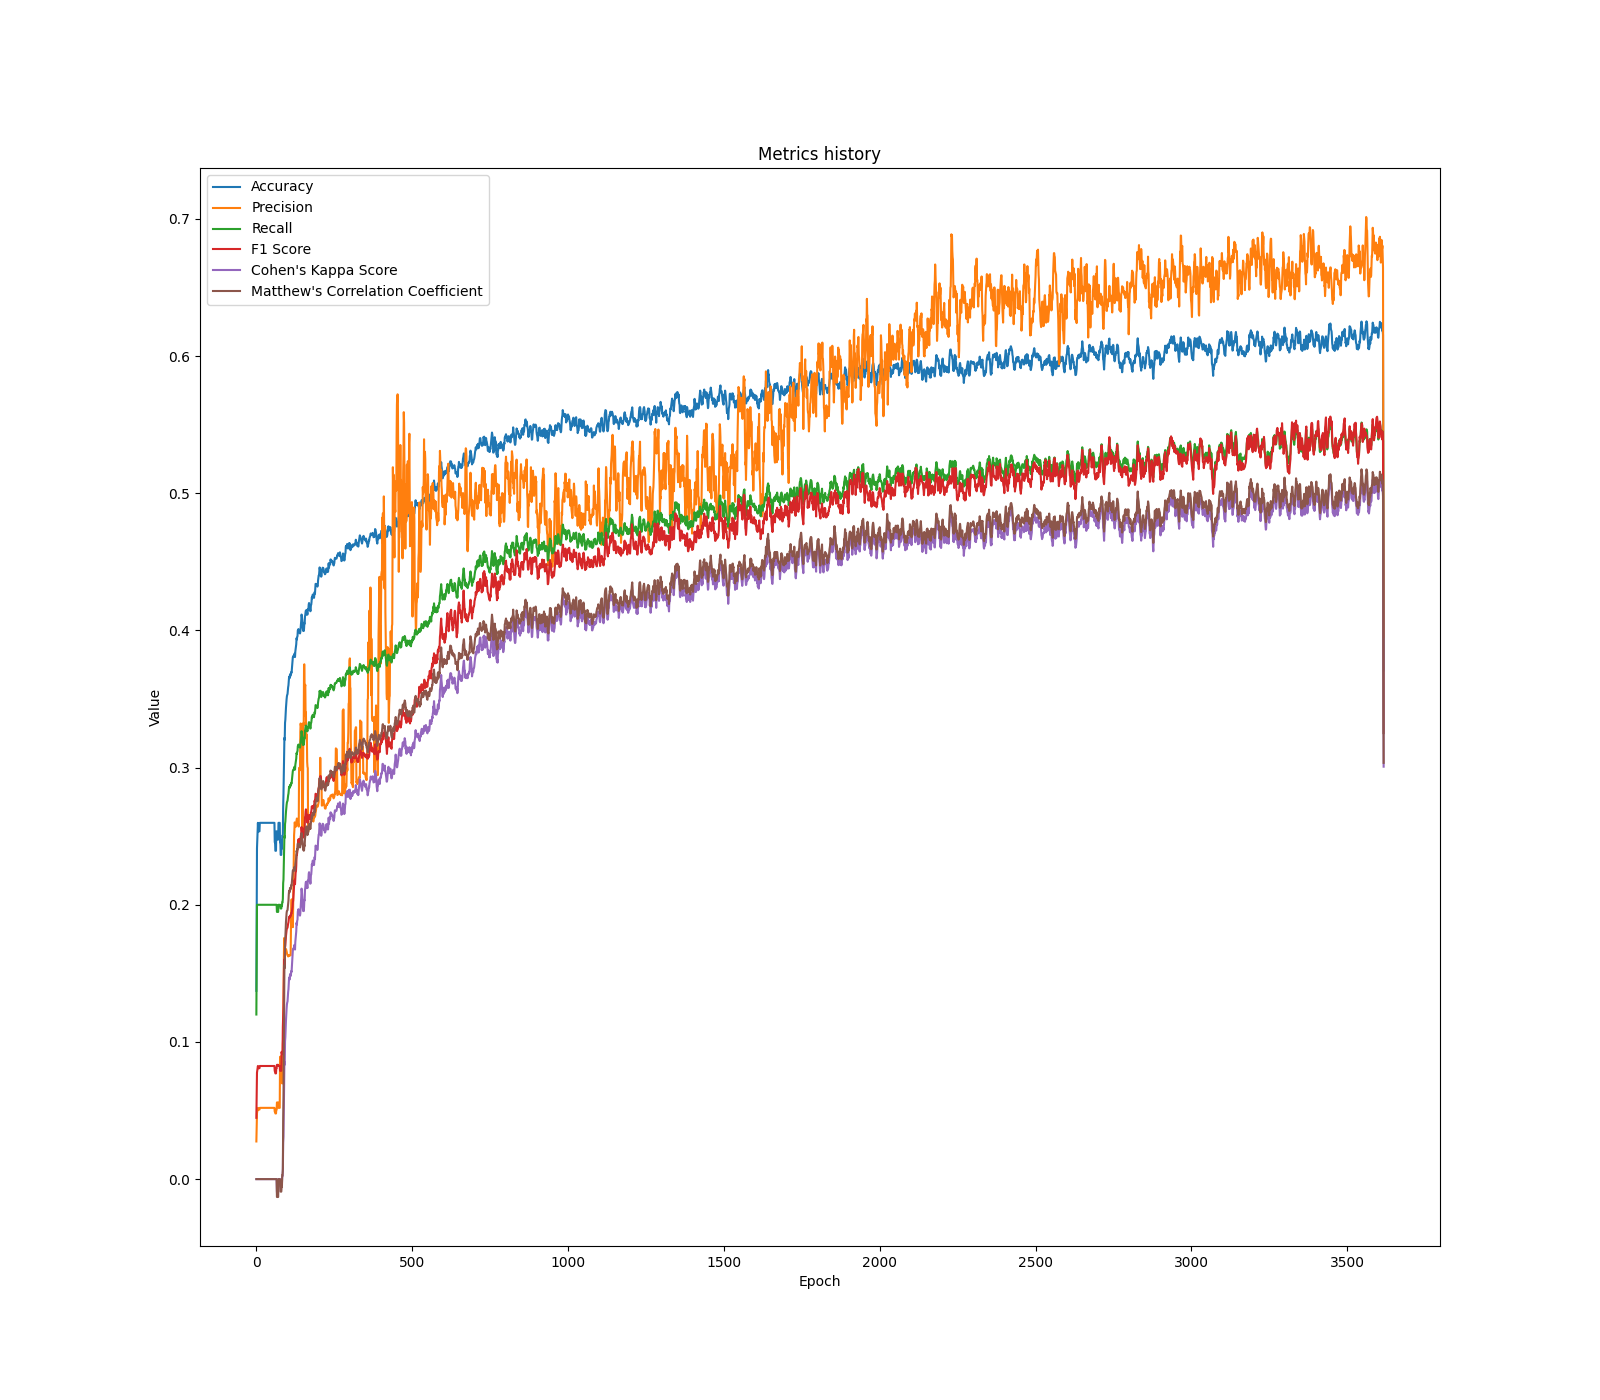 Metrics history
Accuracy
Precision
Recall
F1 Score
Cohen's Kappa Score
Matthew's Correlation Coefficient
0.7
0.6
0.5
0.4
0.3
0.2
0.1
0.0
Value
0 500 1000 1500 2000 2500 3000 3500
Epoch